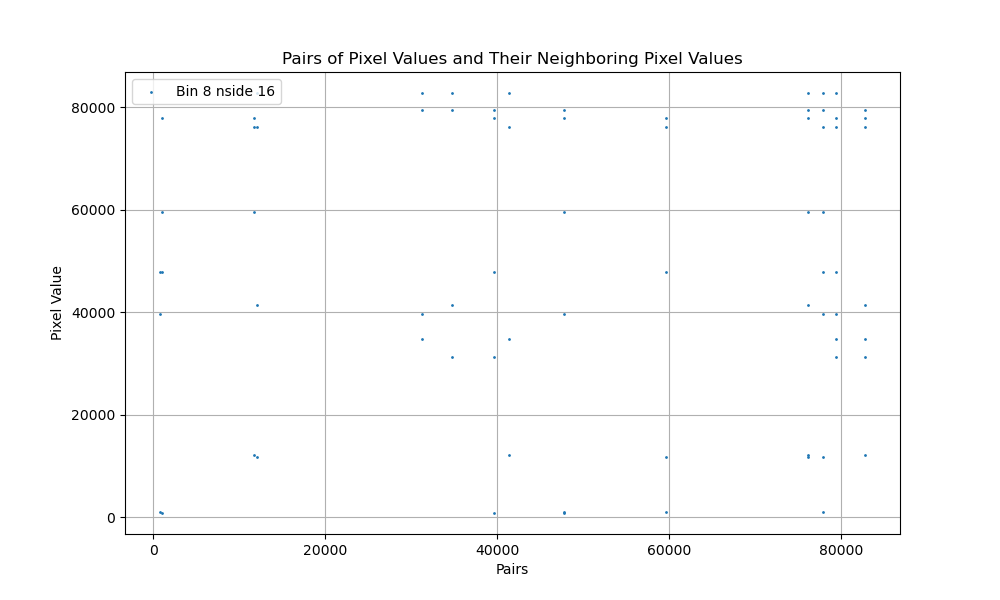 Pairs of Pixel Values and Their Neighboring Pixel Values
Bin 8 nside 16
80000
60000
40000
20000
0
Pixel Value
0 20000 40000 60000 80000
Pairs